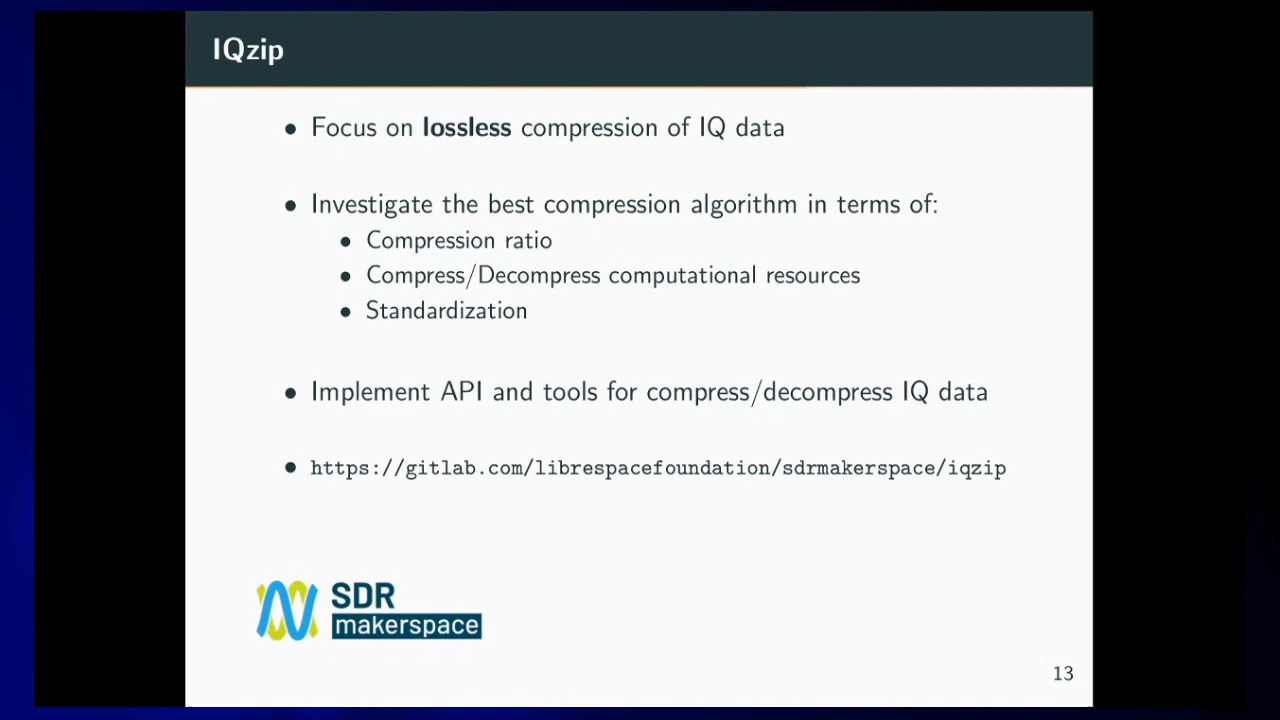 IQzip
• Focus on lossless compression of IQ data
• Investigate the best compression algorithm in terms of:
• Compression ratio
• Compress/Decompress computational resources
• Standardization
• Implement API and tools for compress/decompress IQ data
• https://gitlab.com/librespacefoundation/sdrmakerspace/iqzip
SDR
makerspace
13